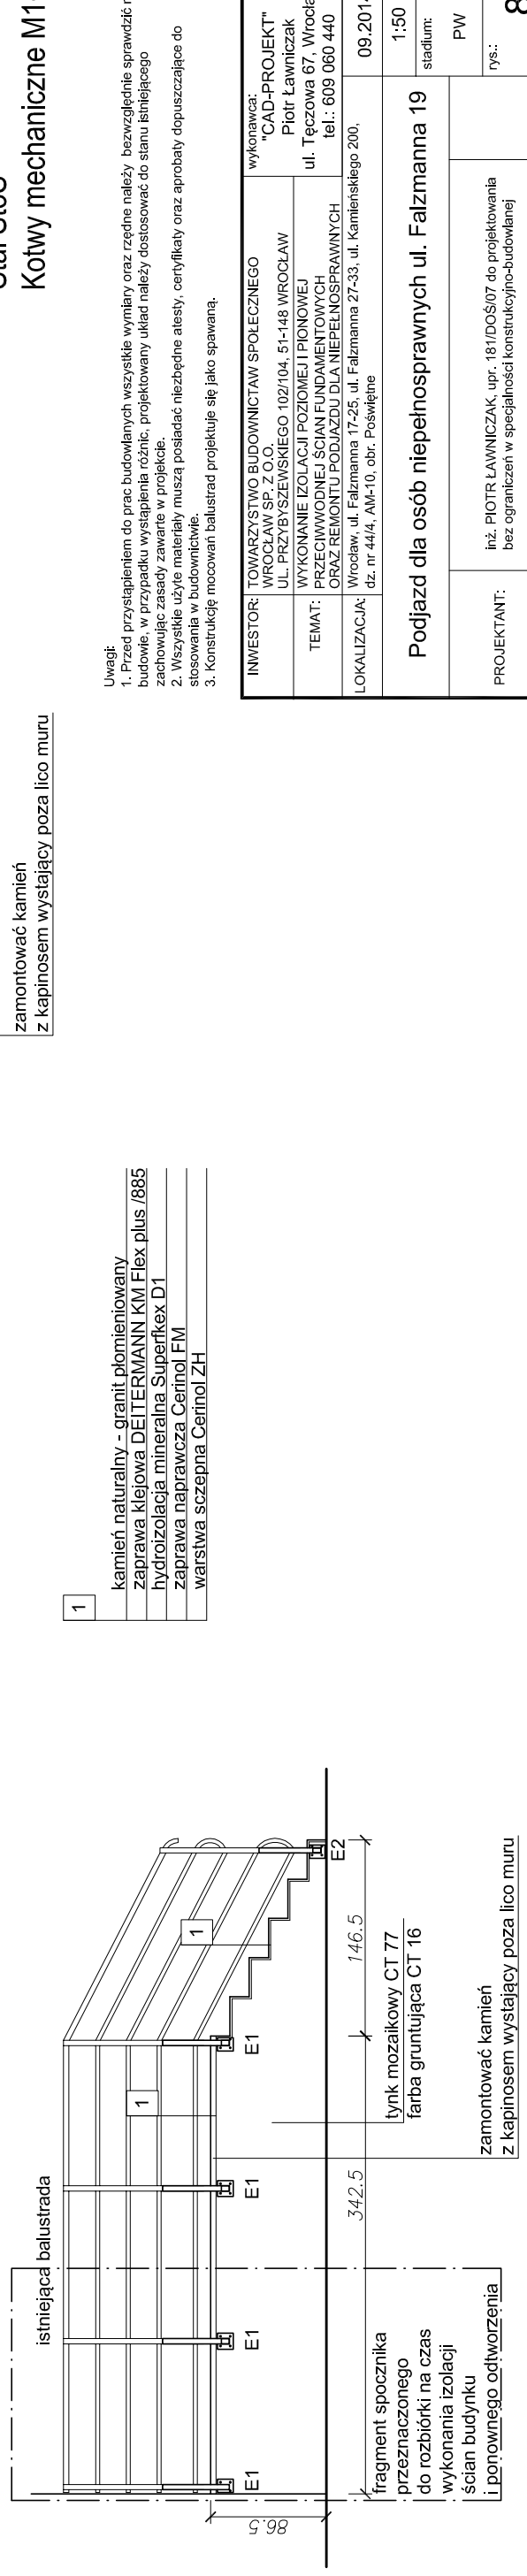 Kotwy mechaniczne
zamontować kamień
z kapinosem wystający poza lico muru
Uwagi:
1. Przed przystąpieniem do prac budowlanych wszystkie wymiary oraz rzędne należy bezwzględnie sprawdzić
budowie, w przypadku wystąpienia różnic, projektowany układ należy dostosować do stanu istniejącego
zachowując zasady zawarte w projekcie.
2. Wszystkie użyte materiały muszą posiadać niezbędne atesty, certyfikaty oraz aprobaty dopuszczające do
stosowania w budownictwie.
3. Konstrukcję mocowań balustrad projektuje się jako spawaną.
INWESTOR:
TOWARZYSTWO BUDOWNICTAW SPOŁECZNEGO
WROCŁAW SP. Z O.O.
UL. PRZYBYSZEWSKIEGO 102/104, 51-148 WROCŁAW
wykonawca:
"CAD-PROJEKT"
Piotr Ławniczak
ul. Tęczowa 67,
tel.: 609 060 440
TEMAT:
WYKONANIE IZOLACJI POZIOMEJ I PIONOWEJ
PRZECIWWODNEJ ŚCIAN FUNDAMENTOWYCH
ORAZ REMONTU PODJAZDU DLA NIEPEŁNOSPRAWNYCH
LOKALIZACJA:
Wrocław, ul. Falzmanna 17-25, ul. Falzmanna 27-33, ul. Kamieńskiego 200,
dz. nr 44/4, AM-10, obr. Poświętne
09.2014
Podjazd dla osób niepełnosprawnych ul. Falzmanna 19
1:50
stadium:
PW
PROJEKTANT:
inż. PIOTR ŁAWNICZAK, upr. 181/DOŚ/07 do projektowania
bez ograniczeń w specjalności konstrukcyjno-budowlanej
rys.:
8
1
kamień naturalny - granit płomieniowany
zaprawa klejowa DEITERMANN KM Flex plus /885
hydroizolacja mineralna Superfkex D1
zaprawa naprawcza Cerinol FM
warstwa sczepna Cerinol ZH
istniejąca balustrada
1
1
E1
E1
E1
E1
E2
86.5
342.5
146.5
tynk mozaikowy CT 77
farba gruntująca CT 16
fragment spocznika
przeznaczonego
do rozbiórki na czas
wykonania izolacji
ścian budynku
i ponownego odtworzenia
zamontować kamień
z kapinosem wystający poza lico muru